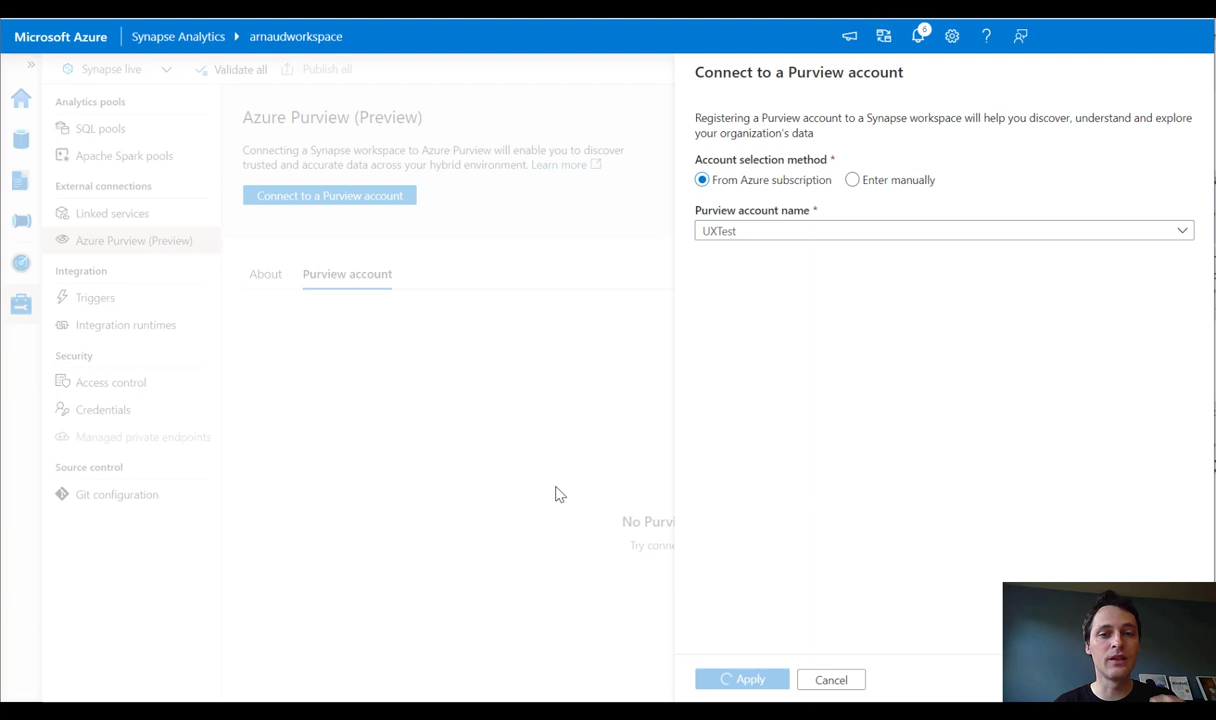 Microsoft Azure
Synapse Analytics
arnaudworkspace
6
Synapse live
Validate all
Publish all
Analytics pools
SQL pools
Apache Spark pools
External connections
Linked services
Azure Purview (Preview)
Integration
Triggers
Integration runtimes
Security
Access control
Credentials
Managed private endpoints
Source control
Git configuration
Azure Purview (Preview)
Connecting a Synapse workspace to Azure Purview will enable you to discover
trusted and accurate data across your hybrid environment. Learn more
Connect to a Purview account
About
Purview account
No Purvi
Try conne
Connect to a Purview account
Registering a Purview account to a Synapse workspace will help you discover, understand and explore
your organization's data
Account selection method *
From Azure subscription
Enter manually
Purview account name *
UXTest
Apply
Cancel